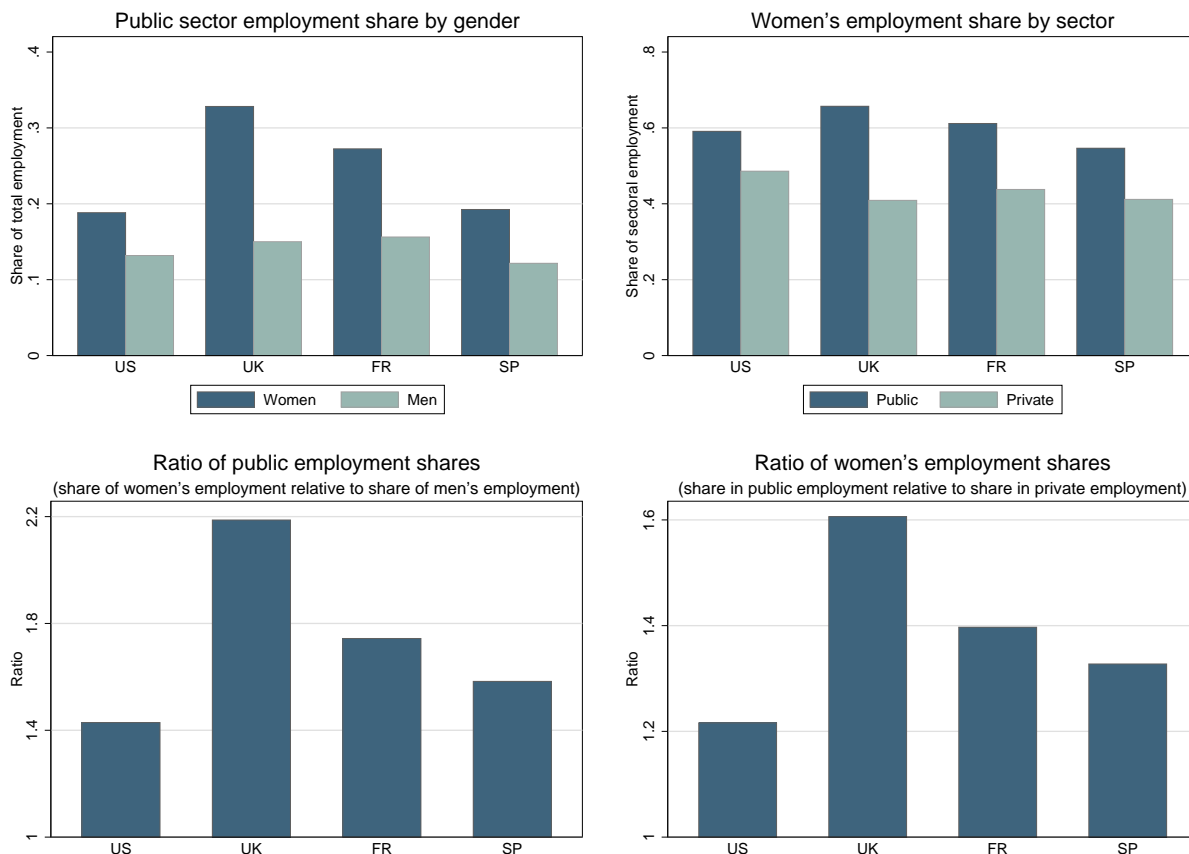 Public sector employment share by gender
Share of total employment
.4
.3
.2
.1
0
US UK FR SP
Women Men
Women’s employment share by sector
Share of sectoral employment
.8
.6
.4
.2
0
US UK FR SP
Public Private
Ratio of public employment shares
(share of women’s employment relative to share of men’s employment)
Ratio
2.2
1.8
1.4
1
US UK FR SP
Ratio of women’s employment shares
(share in public employment relative to share in private employment)
Ratio
1.6
1.4
1.2
1
US UK FR SP